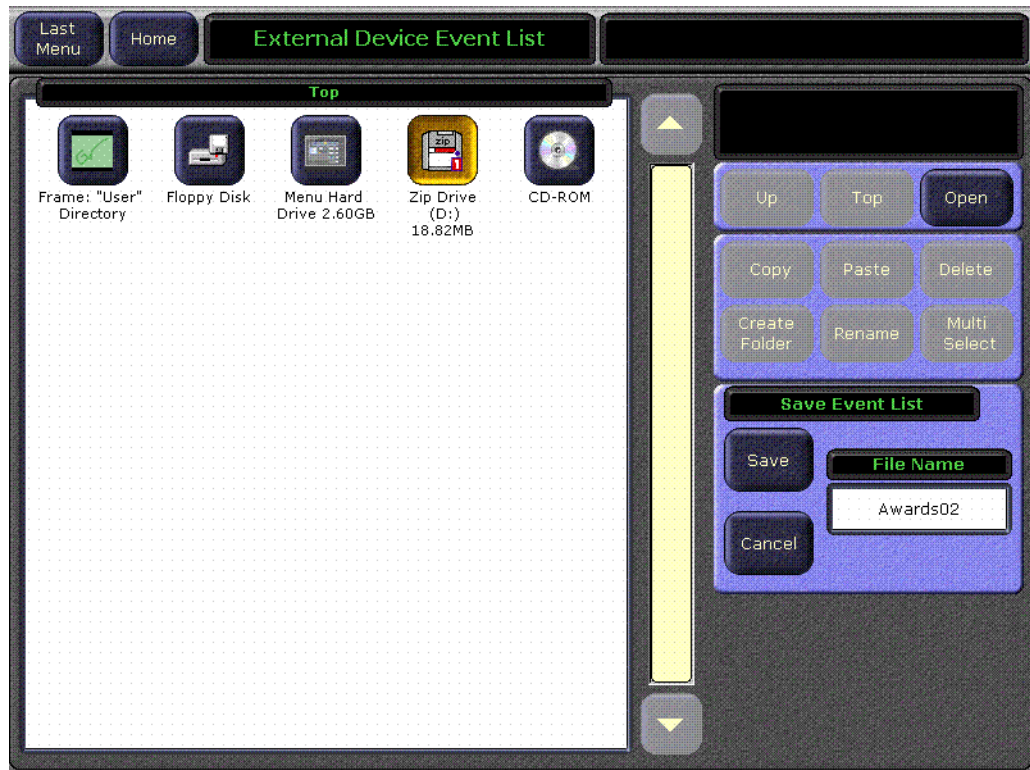 Last
Menu
Home
External Device Event List
Top
Frame: "User"
Directory
Floppy Disk
Menu Hard
Drive 2.60GB
zip
1
Zip Drive
(D:)
18.82MB
CD-ROM
Up
Top
Open
Copy
Paste
Delete
Create
Folder
Rename
Multi
Select
Save Event List
Save
File Name
Awards02
Cancel